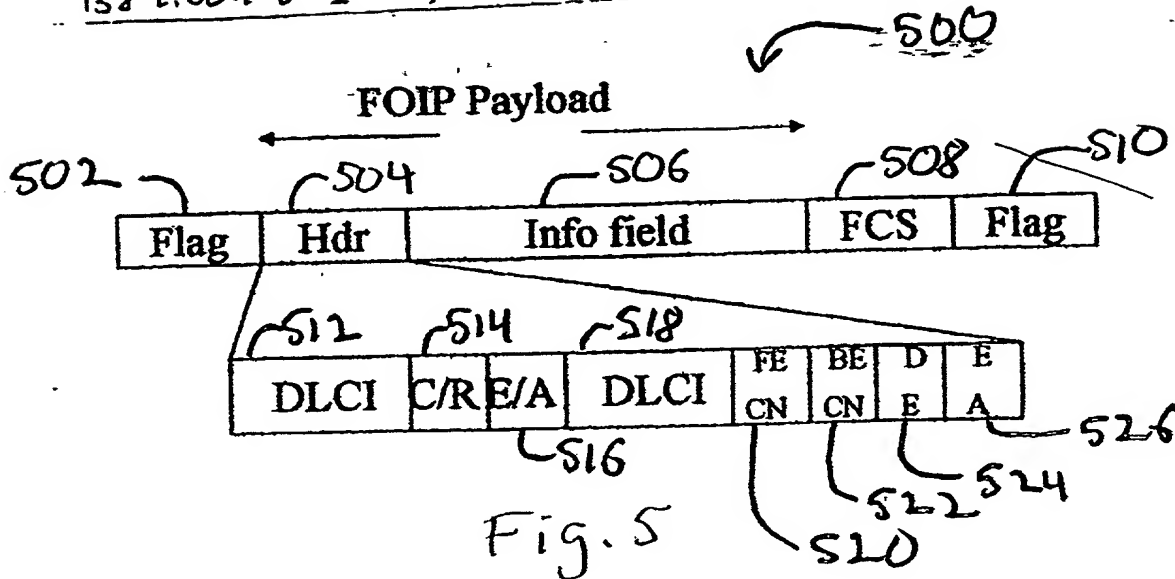 500
FOIP Payload
502 504 506 508 510
Flag Hdr Info field FCS Flag
512 514 518
DLCI C/R E/A DLCI FE CN BE CN D E E A
516 526
524
522
520
Fig. 5